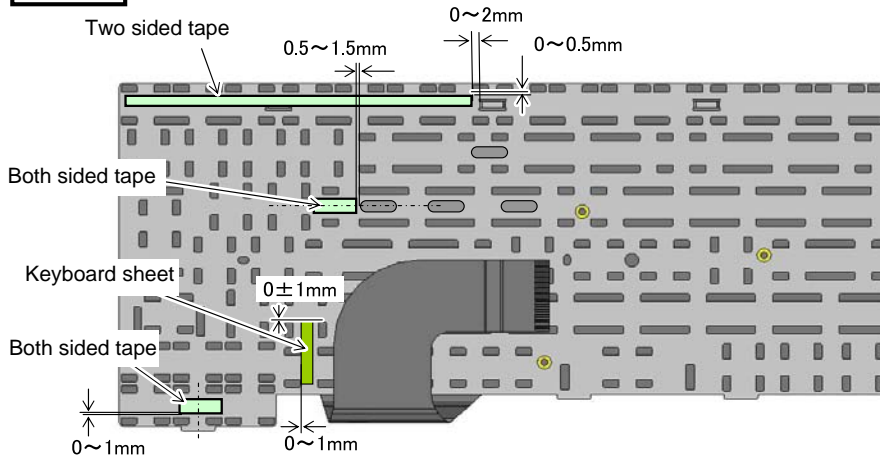 0～2mm
Two sided tape
0.5～1.5mm
0～0.5mm
Both sided tape
Keyboard sheet
0±1mm
Both sided tape
0～1mm
0～1mm